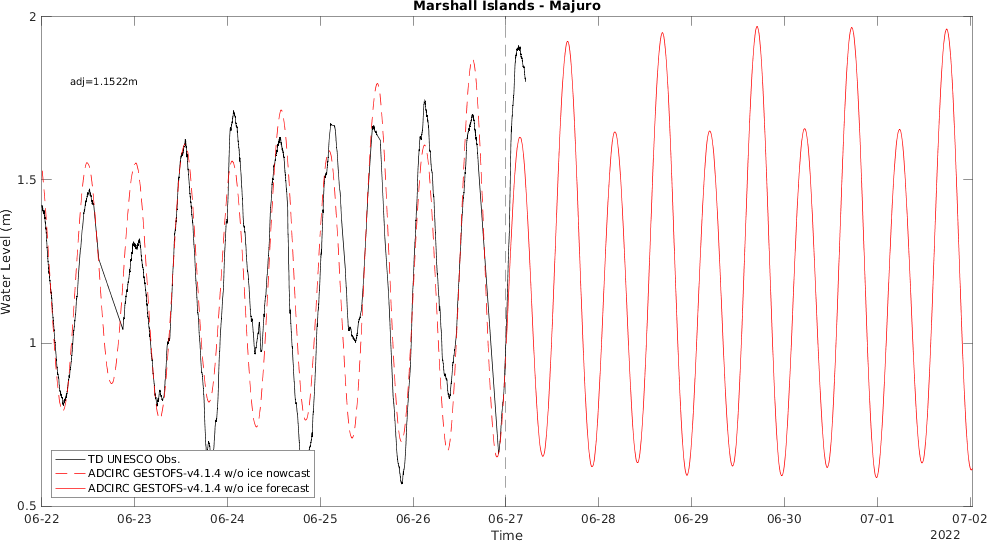 Marshall Islands - Majuro
2
adj=1.1522m
1.5
Water Level (m)
1
TD UNESCO Obs.
ADCIRC GESTOFS-v4.1.4 w/o ice nowcast
ADCIRC GESTOFS-v4.1.4 w/o ice forecast
0.5
06-22 06-23 06-24 06-25 06-26 06-27 06-28 06-29 06-30 07-01 07-02
Time
2022